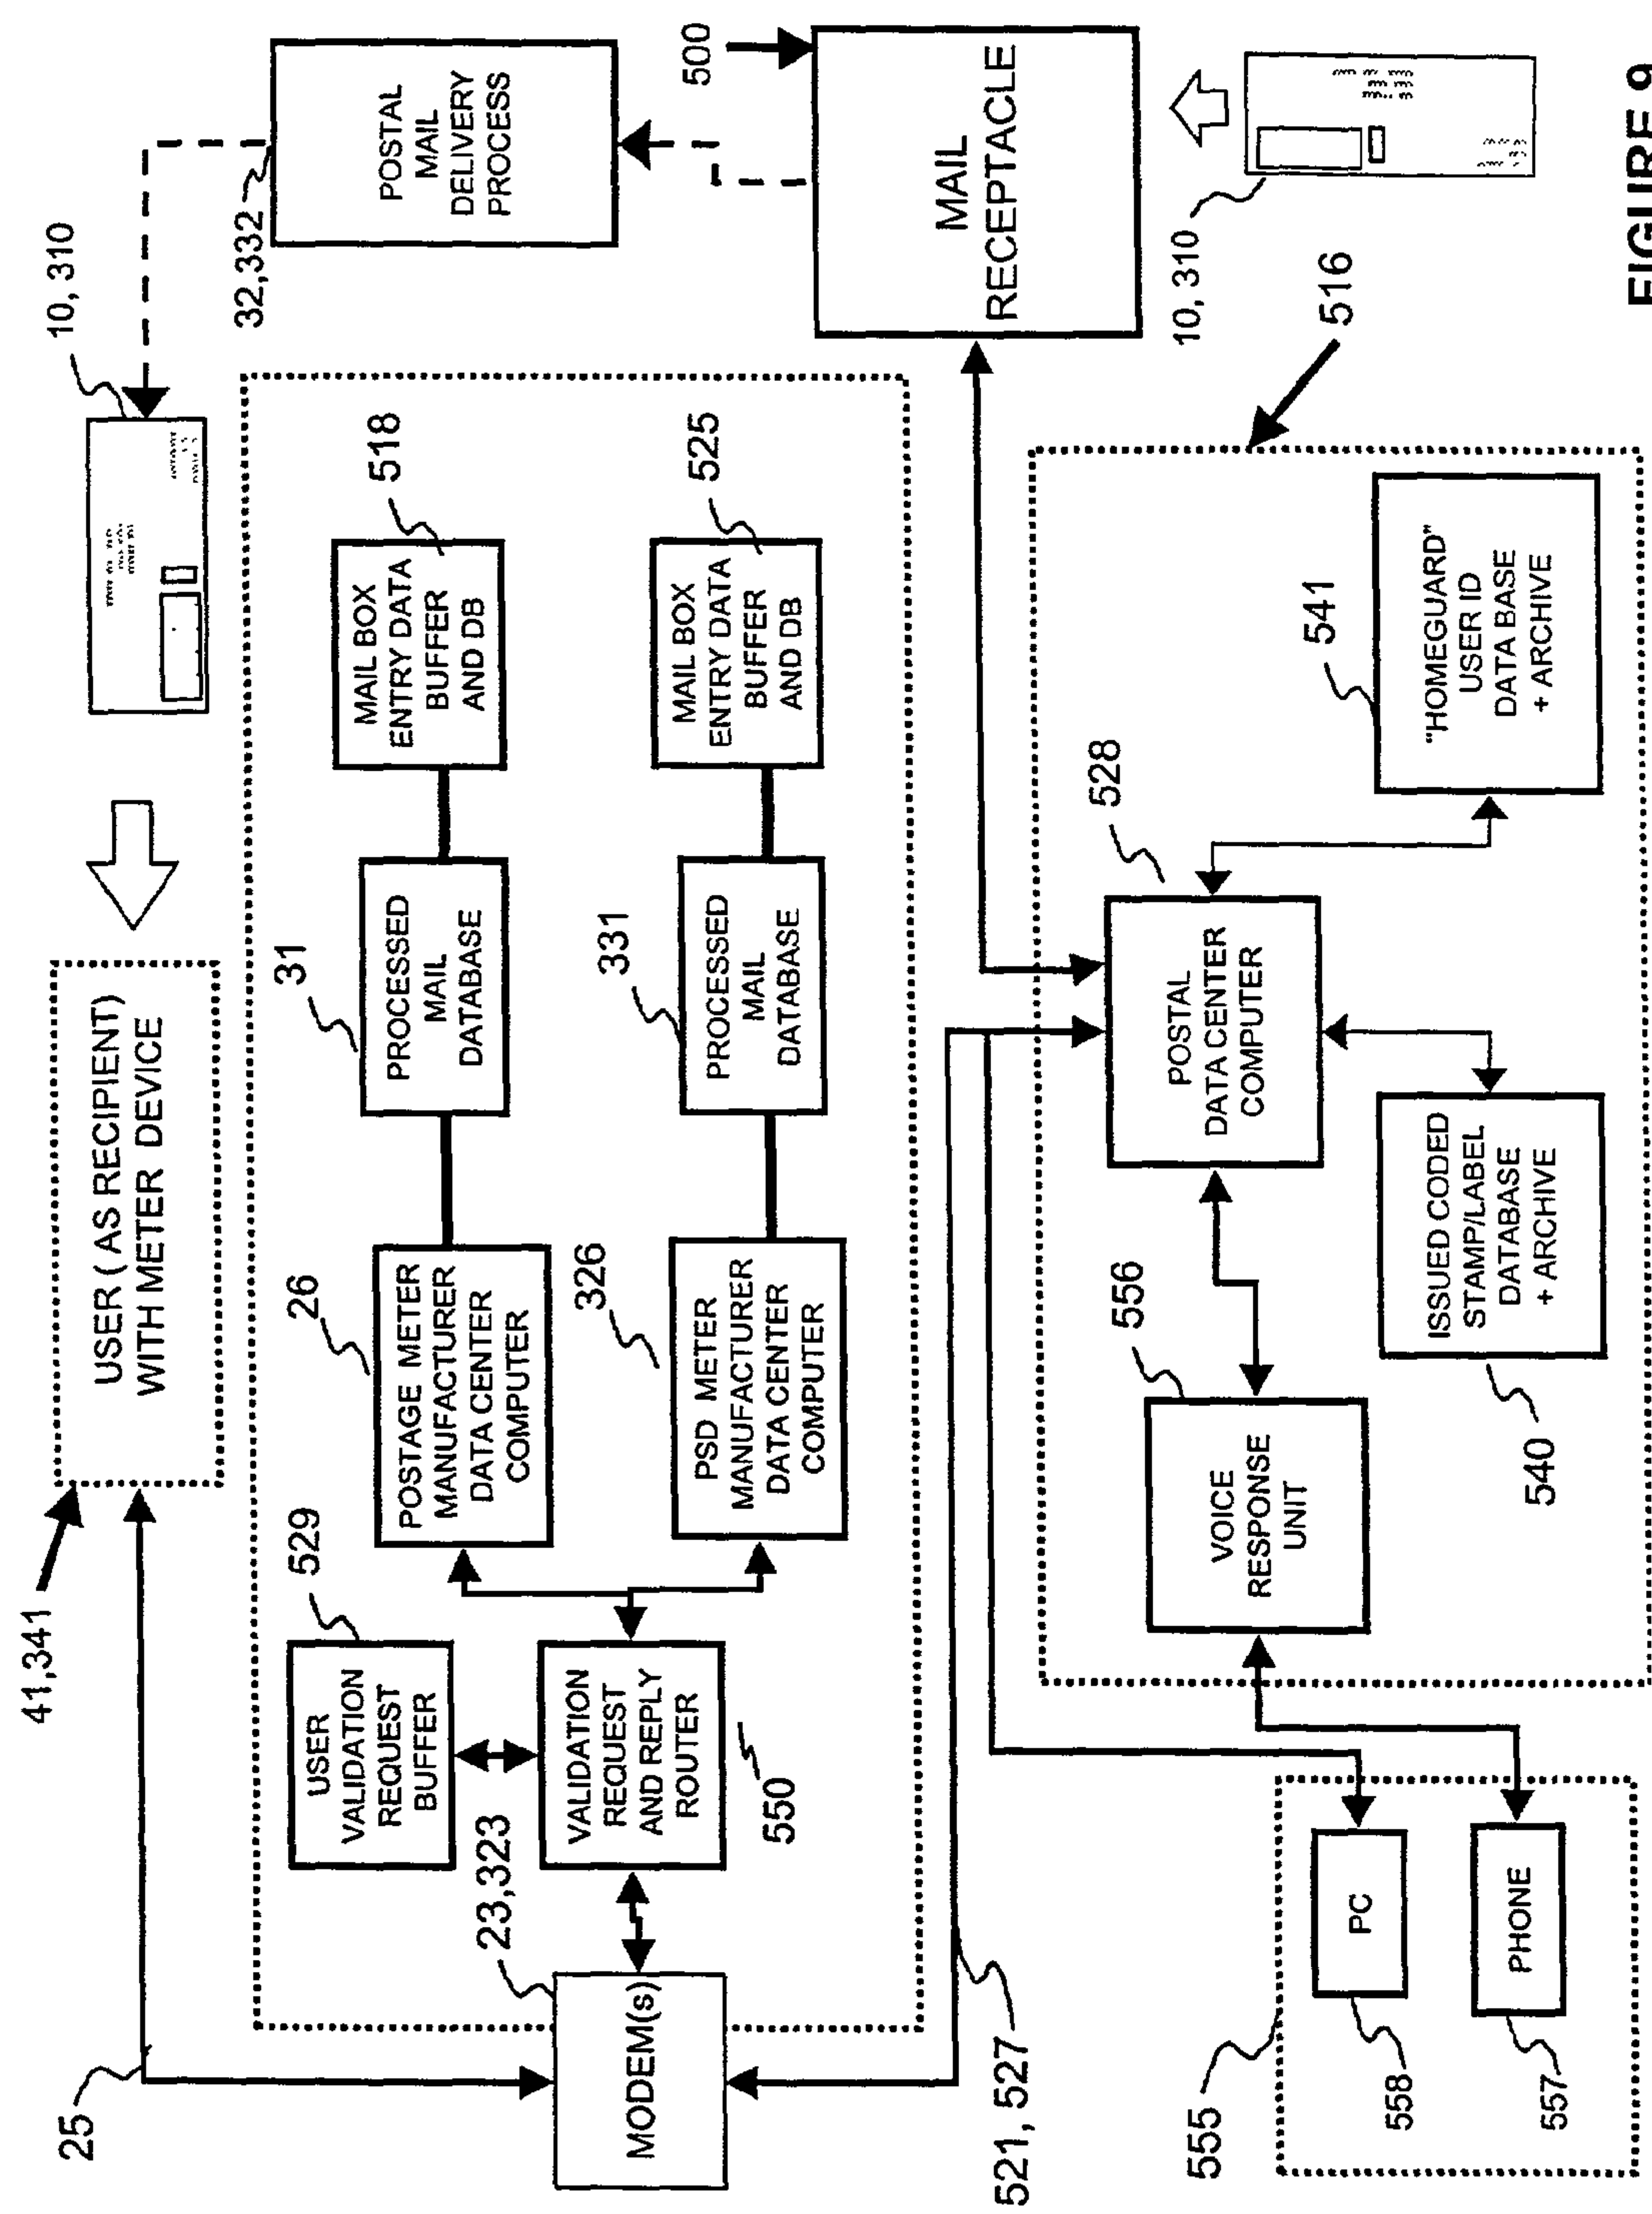 41,341
USER ( AS RECIPIENT)
WITH METER DEVICE
10, 310
25
32,332
POSTAL
MAIL
DELIVERY
PROCESS
529
USER
VALIDATION
REQUEST
BUFFER
26
POSTAGE METER
MANUFACTURER
DATA CENTER
COMPUTER
31
PROCESSED
MAIL
DATABASE
518
MAIL BOX
ENTRY DATA
BUFFER
AND DB
23,323
MODEM(s)
VALIDATION
REQUEST
AND REPLY
ROUTER
550
326
PSD METER
MANUFACTURER
DATA CENTER
COMPUTER
331
PROCESSED
MAIL
DATABASE
525
MAIL BOX
ENTRY DATA
BUFFER
AND DB
500
MAIL
RECEPTACLE
10, 310
521, 527
516
555
PC
558
PHONE
557
556
VOICE
RESPONSE
UNIT
528
POSTAL
DATA CENTER
COMPUTER
540
ISSUED CODED
STAMP/LABEL
DATABASE
+ ARCHIVE
541
"HOMEGUARD"
USER ID
DATA BASE
+ ARCHIVE
FIGURE 9